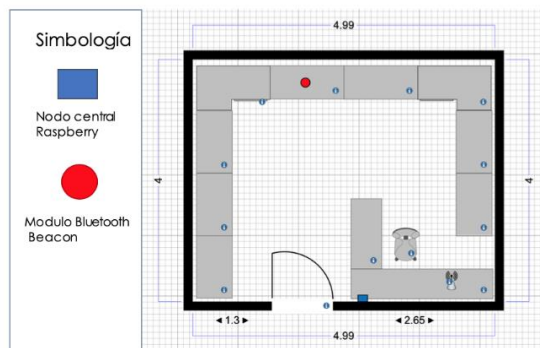 Simbología
Nodo central
Raspberry
Modulo Bluetooth
Beacon
4.99
4
4
1.3
2.65
4.99